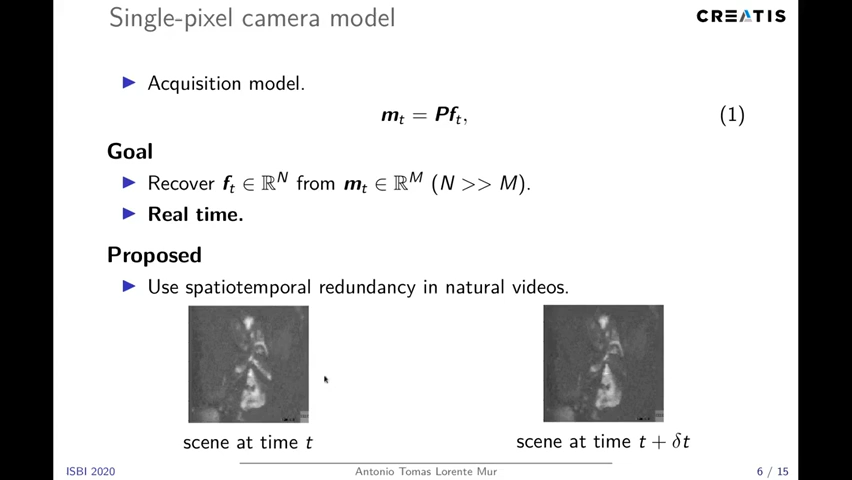 Single-pixel camera model
CREATIS
▶ Acquisition model.
m_t = Pf_t, (1)
Goal
▶ Recover f_t ∈ ℝ^N from m_t ∈ ℝ^M (N >> M).
▶ Real time.
Proposed
▶ Use spatiotemporal redundancy in natural videos.
scene at time t
scene at time t + δt
ISBI 2020
Antonio Tomas Lorente Mur
6 / 15